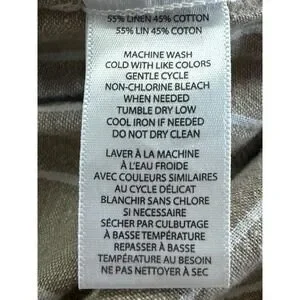 55% LINEN 45% COTTON
55% LIN 45% COTON
MACHINE WASH
COLD WITH LIKE COLORS
GENTLE CYCLE
NON-CHLORINE BLEACH
WHEN NEEDED
TUMBLE DRY LOW
COOL IRON IF NEEDED
DO NOT DRY CLEAN
LAVER À LA MACHINE
À L'EAU FROIDE
AVEC COULEURS SIMILAIRES
AU CYCLE DÉLICAT
BLANCHIR SANS CHLORE
SI NECESSAIRE
SÉCHER PAR CULBUTAGE
À BASSE TEMPÉRATURE
REPASSER À BASSE
TEMPÉRATURE AU BESOIN
NE PAS NETTOYER À SEC